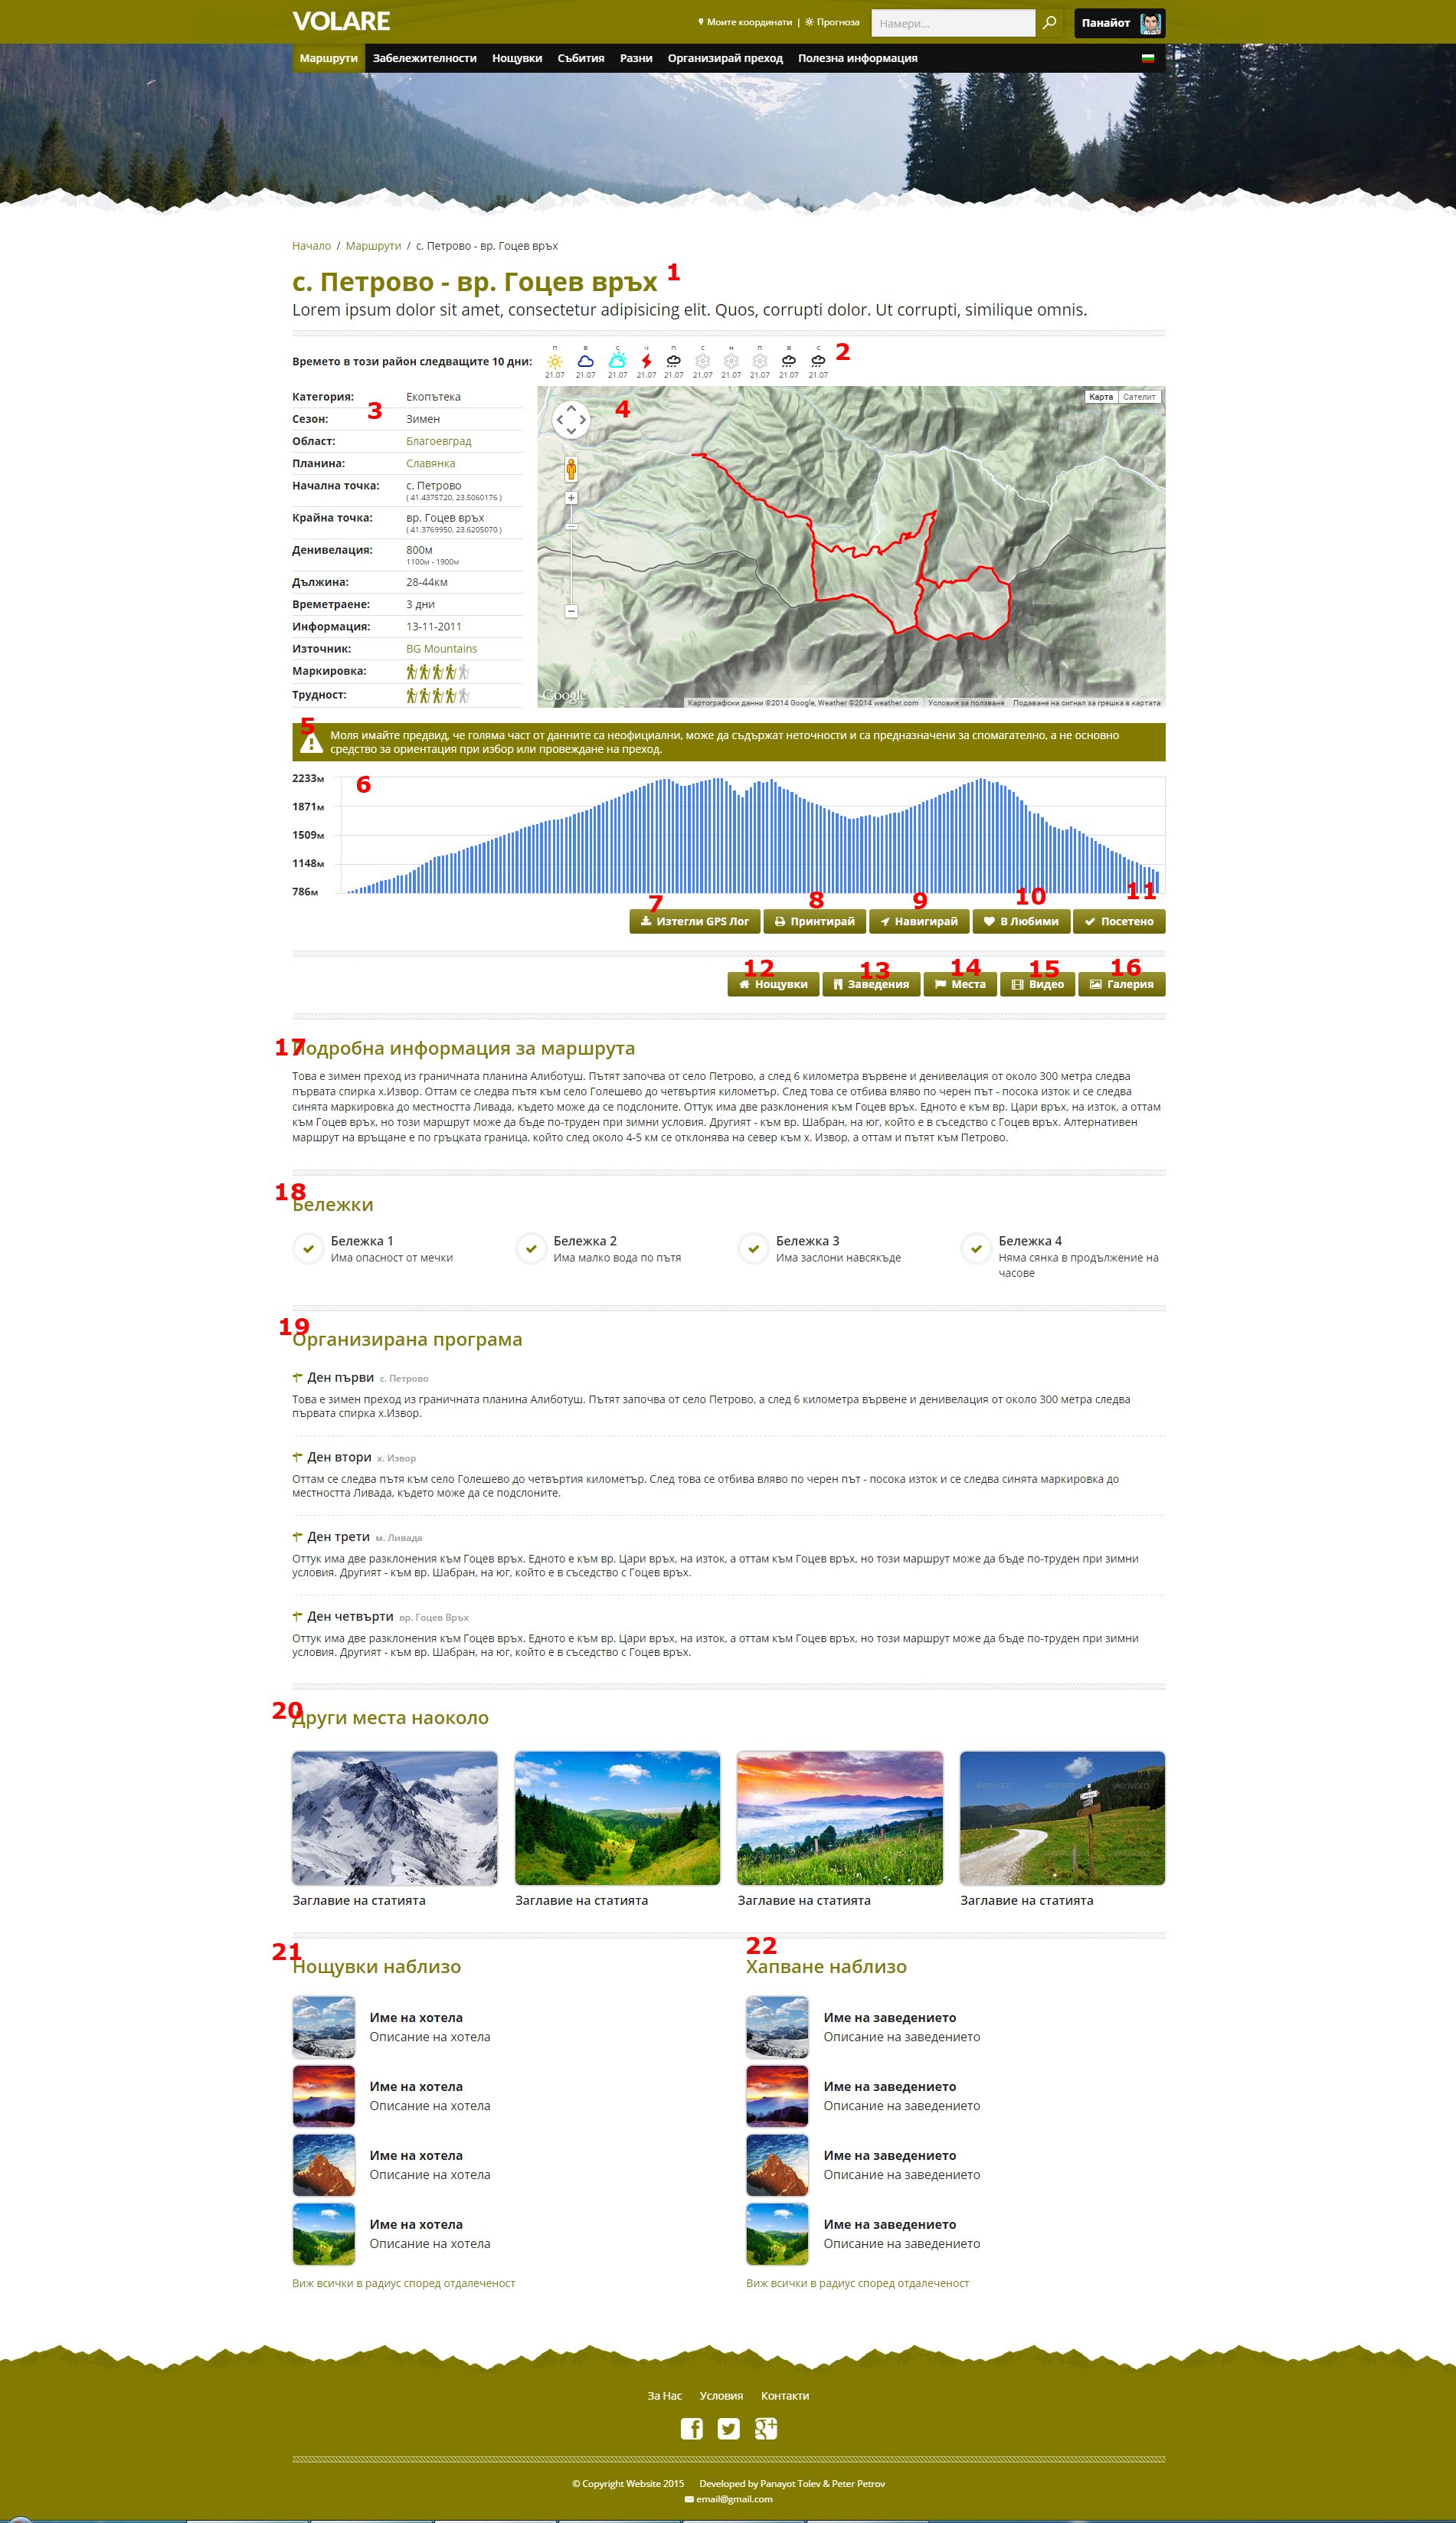 VOLARE
Моите координати | Прогноза
Намери...
Панайот
Маршрути Забележителности Нощувки Събития Разни Организирай преход Полезна информация
Начало / Маршрути / с. Петрово - вр. Гоцев връх
с. Петрово - вр. Гоцев връх 1
Lorem ipsum dolor sit amet, consectetur adipisicing elit. Quos, corrupti dolor. Ut corrupti, similique omnis.
п в с ч п с н п в с 2
Времето в този район следващите 10 дни:
21.07 21.07 21.07 21.07 21.07 21.07 21.07 21.07 21.07 21.07
Категория: Екопътека
3
Сезон: Зимен
Област: Благоевград
Планина: Славянка
Начална точка: с. Петрово
( 41.4375720, 23.5060176 )
Крайна точка: вр. Гоцев връх
( 41.3769950, 23.6205070 )
Денивелация: 800м
1100м - 1900м
Дължина: 28-44км
Времетраене: 3 дни
Информация: 13-11-2011
Източник: BG Mountains
Маркировка:
Трудност:
4
Карта Сателит
Google
Картографски данни ©2014 Google, Weather ©2014 weather.com Условия за ползване Подаване на сигнал за грешка в картата
5
Моля имайте предвид, че голяма част от данните са неофициални, може да съдържат неточности и са предназначени за спомагателно, а не основно
средство за ориентация при избор или провеждане на преход.
6
2233м
1871м
1509м
1148м
786м
7 8 9 10 11
Изтегли GPS Лог Принтирай Навигирай В Любими Посетено
12 13 14 15 16
Нощувки Заведения Места Видео Галерия
17
Подробна информация за маршрута
Това е зимен преход из граничната планина Алиботуш. Пътят започва от село Петрово, а след 6 километра вървене и денивелация от около 300 метра следва
първата спирка х.Извор. Оттам се следва пътя към село Голешево до четвъртия километър. След това се отбива вляво по черен път - посока изток и се следва
синята маркировка до местността Ливада, където може да се подслоните. Оттук има две разклонения към Гоцев връх. Едното е към вр. Цари връх, на изток, а оттам
към Гоцев връх, но този маршрут може да бъде по-труден при зимни условия. Другият - към вр. Шабран, на юг, който е в съседство с Гоцев връх. Алтернативен
маршрут на връщане е по гръцката граница, който след около 4-5 км се отклонява на север към х. Извор, а оттам и пътят към Петрово.
18
Бележки
Бележка 1
Има опасност от мечки
Бележка 2
Има малко вода по пътя
Бележка 3
Има заслони навсякъде
Бележка 4
Няма сянка в продължение на
часове
19
Организирана програма
Ден първи с. Петрово
Това е зимен преход из граничната планина Алиботуш. Пътят започва от село Петрово, а след 6 километра вървене и денивелация от около 300 метра следва
първата спирка х.Извор.
Ден втори х. Извор
Оттам се следва пътя към село Голешево до четвъртия километър. След това се отбива вляво по черен път - посока изток и се следва синята маркировка до
местността Ливада, където може да се подслоните.
Ден трети м. Ливада
Оттук има две разклонения към Гоцев връх. Едното е към вр. Цари връх, на изток, а оттам към Гоцев връх, но този маршрут може да бъде по-труден при зимни
условия. Другият - към вр. Шабран, на юг, който е в съседство с Гоцев връх.
Ден четвърти вр. Гоцев Връх
Оттук има две разклонения към Гоцев връх. Едното е към вр. Цари връх, на изток, а оттам към Гоцев връх, но този маршрут може да бъде по-труден при зимни
условия. Другият - към вр. Шабран, на юг, който е в съседство с Гоцев връх.
20
Други места наоколо
Заглавие на статията Заглавие на статията Заглавие на статията Заглавие на статията
21
Нощувки наблизо
Име на хотела
Описание на хотела
Име на хотела
Описание на хотела
Име на хотела
Описание на хотела
Име на хотела
Описание на хотела
Виж всички в радиус според отдалеченост
22
Хапване наблизо
Име на заведението
Описание на заведението
Име на заведението
Описание на заведението
Име на заведението
Описание на заведението
Име на заведението
Описание на заведението
Виж всички в радиус според отдалеченост
За Нас Условия Контакти
© Copyright Website 2015 Developed by Panayot Tolev & Peter Petrov
email@gmail.com